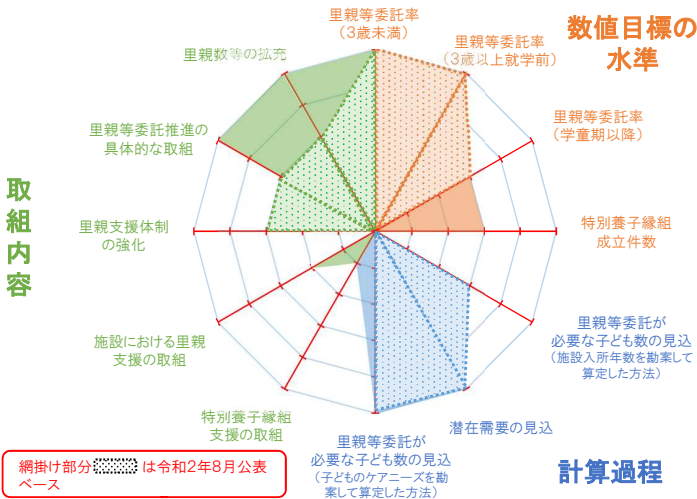 里親等委託率
（3歳未満）
里親等委託率
（3歳以上就学前）
数値目標の
水準
里親数等の拡充
里親等委託推進の
具体的な取組
里親等委託率
（学童期以降）
取組内容
里親支援体制
の強化
特別養子縁組
成立件数
施設における里親
支援の取組
里親等委託が
必要な子ども数の見込
（施設入所年数を勘案して
算定した方法）
特別養子縁組
支援の取組
潜在需要の見込
里親等委託が
必要な子ども数の見込
（子どものケアニーズを勘
案して算定した方法）
計算過程
網掛け部分 は令和2年8月公表
ベース